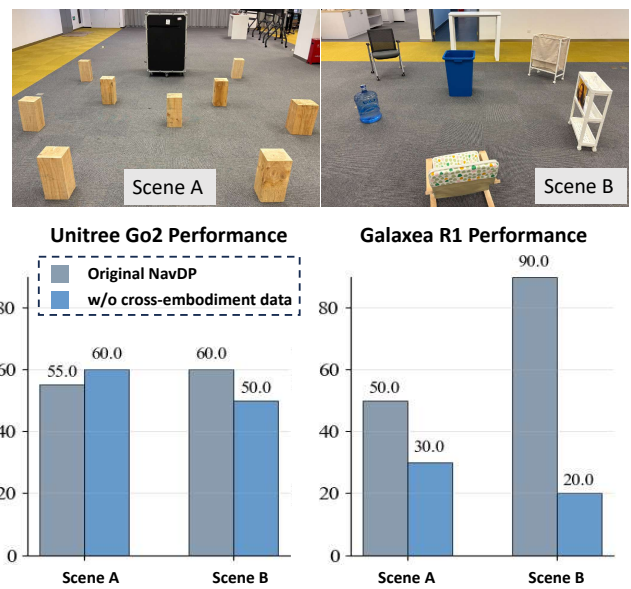 Scene A
Scene B
Unitree Go2 Performance
Galaxea R1 Performance
Original NavDP
w/o cross-embodiment data
80
60
40
20
0
55.0
60.0
60.0
50.0
Scene A
Scene B
80
60
40
20
0
50.0
30.0
90.0
20.0
Scene A
Scene B